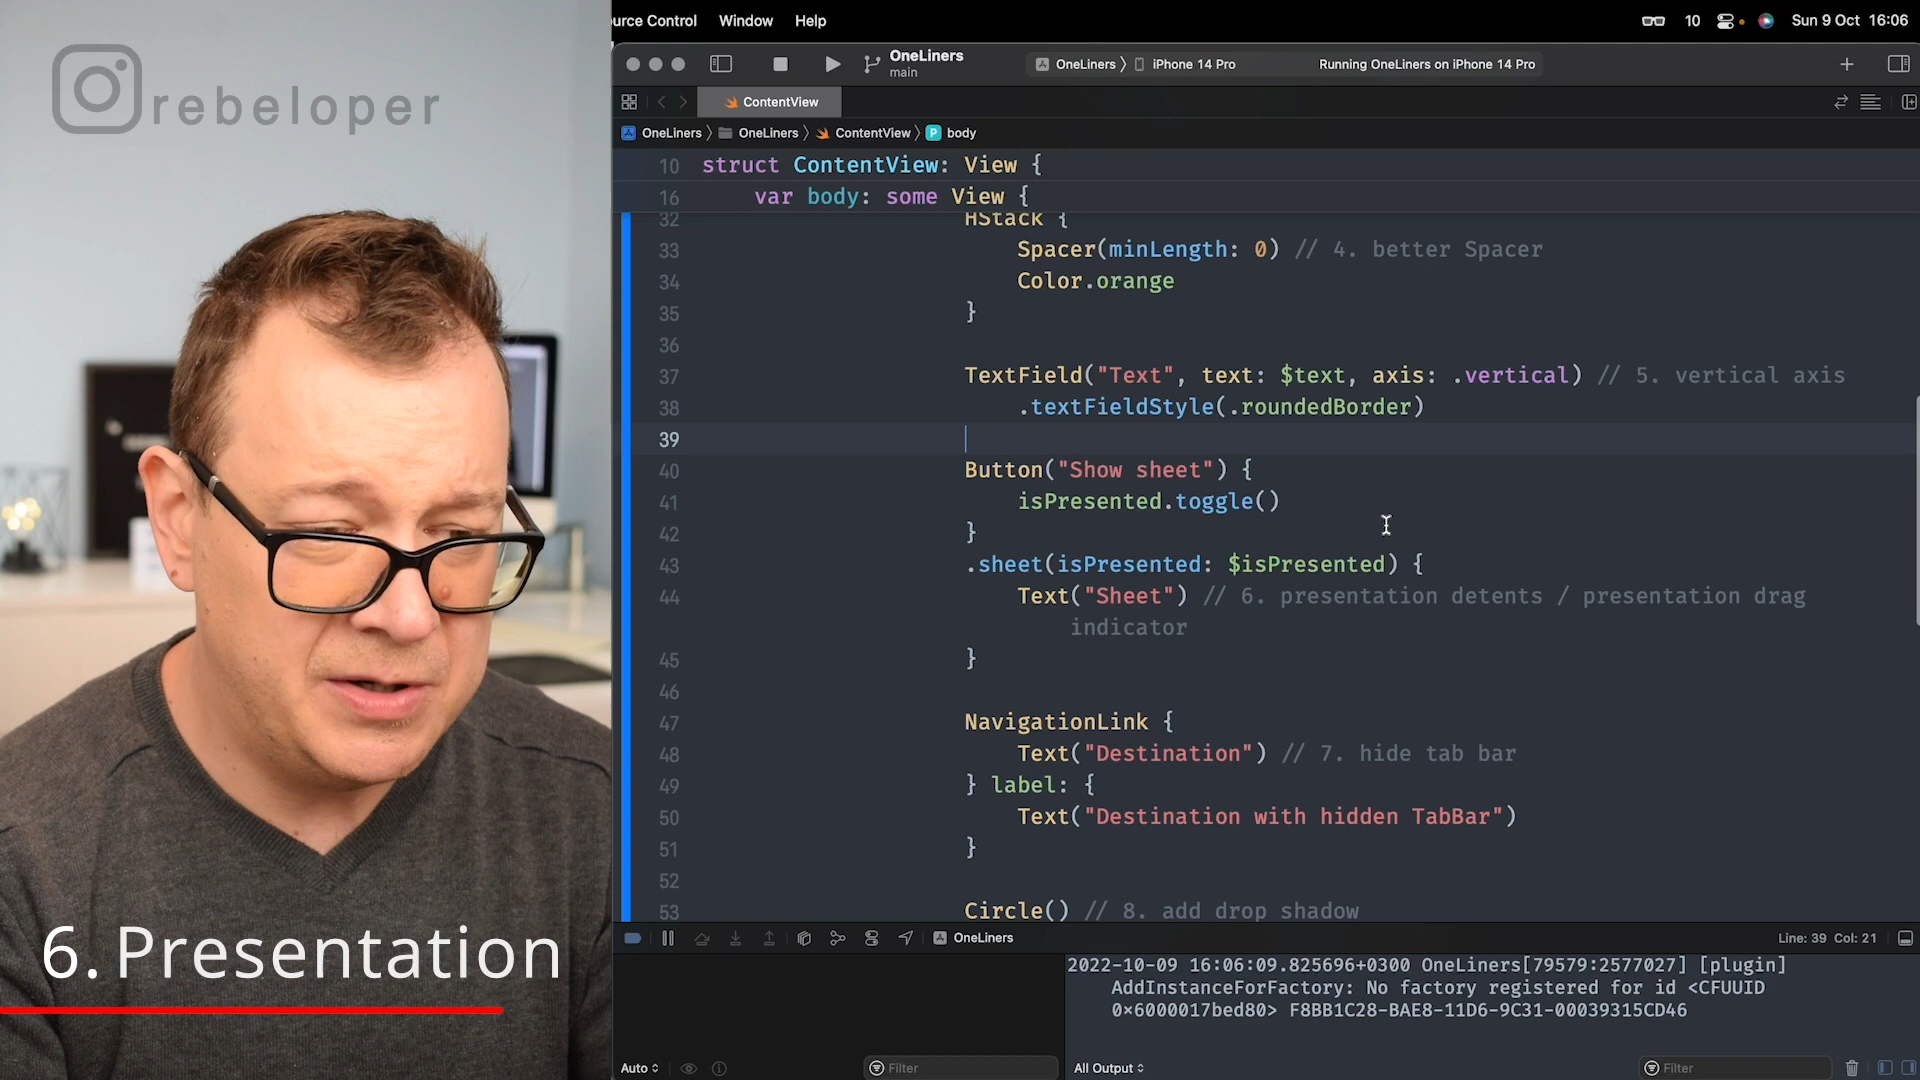 rebeloper
6. Presentation
urce Control Window Help
10 Sun 9 Oct 16:06
OneLiners
main
OneLiners 〉 iPhone 14 Pro
Running OneLiners on iPhone 14 Pro
ContentView
OneLiners 〉 OneLiners 〉 ContentView 〉 P body
10 struct ContentView: View {
16 var body: some View {
32 HStack {
33 Spacer(minLength: 0) // 4. better Spacer
34 Color.orange
35 }
36
37 TextField("Text", text: $text, axis: .vertical) // 5. vertical axis
38 .textFieldStyle(.roundedBorder)
39
40 Button("Show sheet") {
41 isPresented.toggle()
42 }
43 .sheet(isPresented: $isPresented) {
44 Text("Sheet") // 6. presentation detents / presentation drag
indicator
45 }
46
47 NavigationLink {
48 Text("Destination") // 7. hide tab bar
49 } label: {
50 Text("Destination with hidden TabBar")
51 }
52
53 Circle() // 8. add drop shadow
OneLiners
Line: 39 Col: 21
2022-10-09 16:06:09.825696+0300 OneLiners[79579:2577027] [plugin]
AddInstanceForFactory: No factory registered for id <CFUUID
0x6000017bed80> F8BB1C28-BAE8-11D6-9C31-00039315CD46
Auto
Filter
All Output
Filter